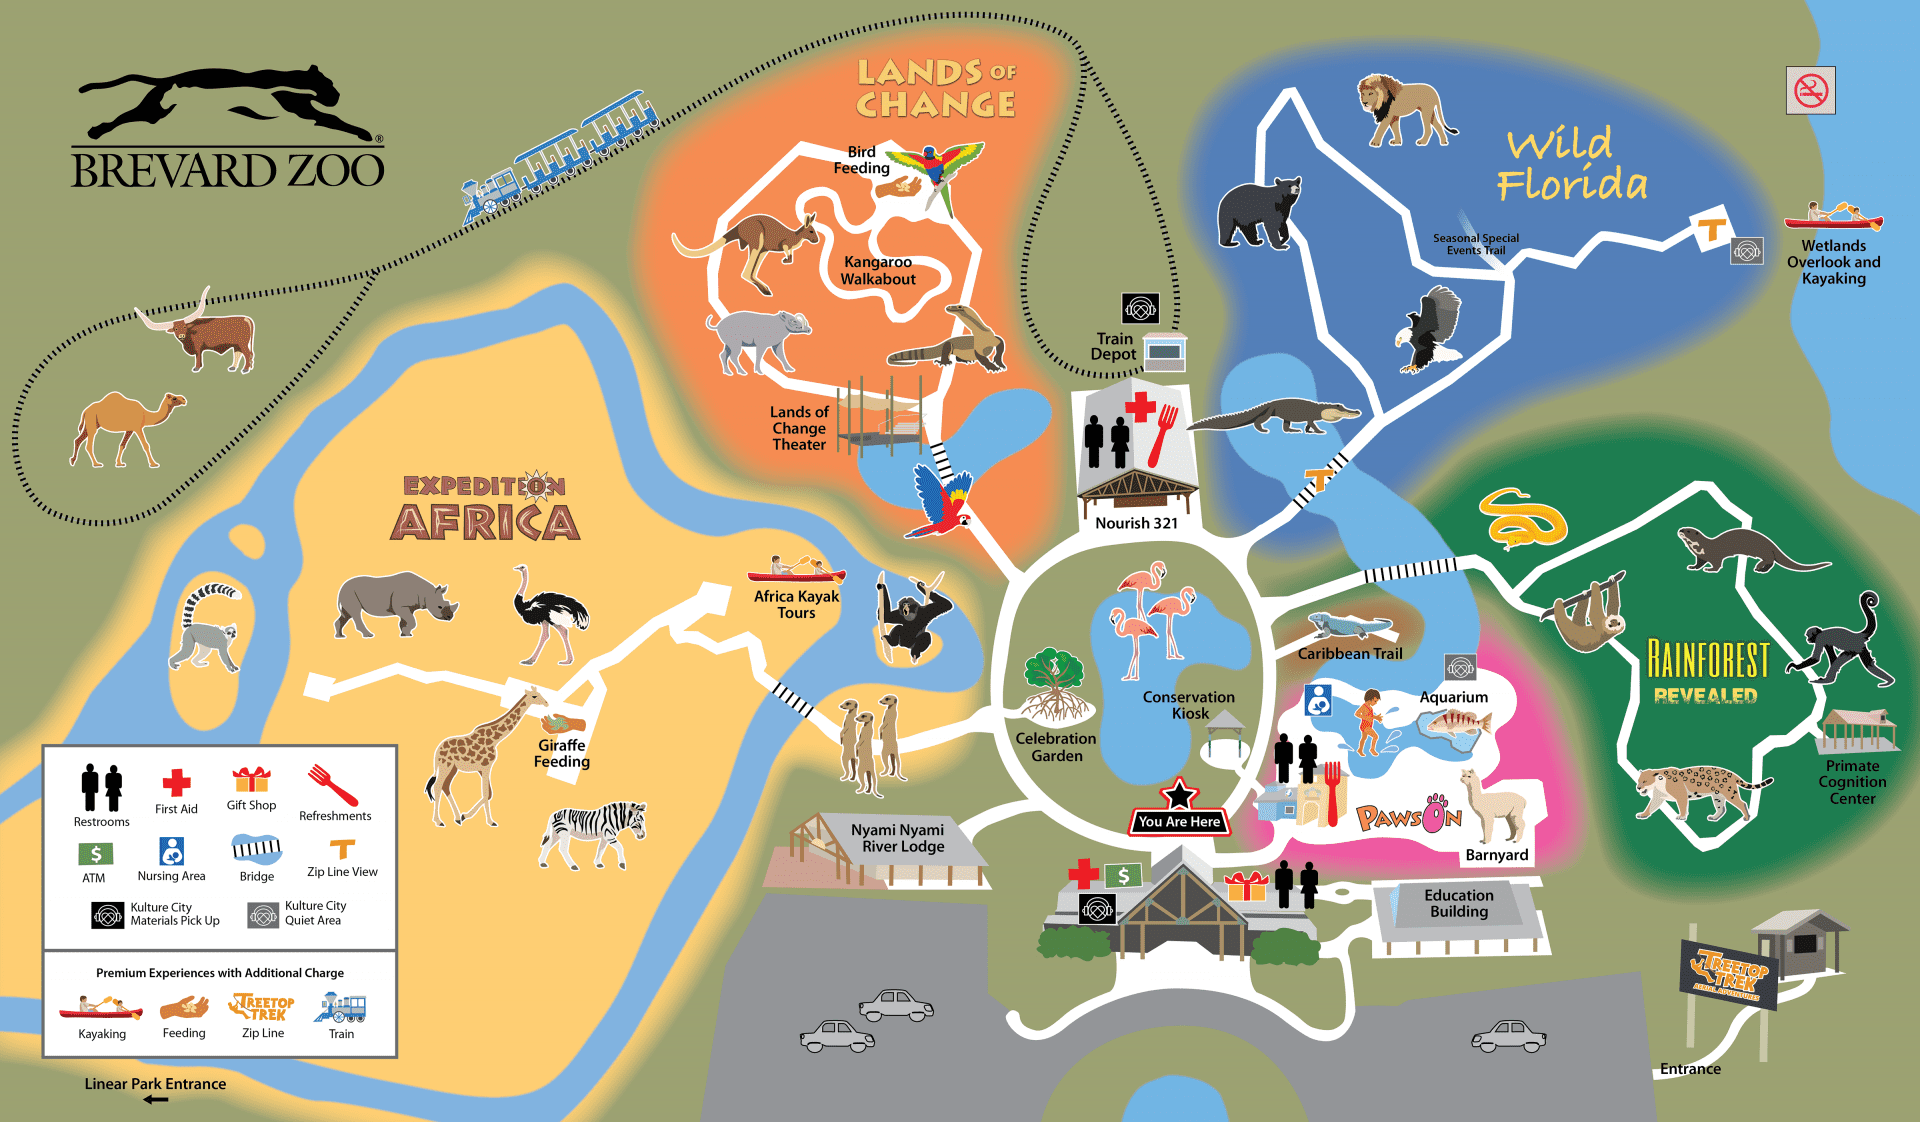 BREVARD ZOO
®
LANDS OF
CHANGE
Bird
Feeding
Kangaroo
Walkabout
Lands of
Change
Theater
Train
Depot
Nourish 321
Wild
Florida
Seasonal Special
Events Trail
T
Wetlands
Overlook and
Kayaking
T
EXPEDITION
AFRICA
Africa Kayak
Tours
Giraffe
Feeding
Celebration
Garden
Conservation
Kiosk
Caribbean Trail
Aquarium
RAINFOREST
REVEALED
Primate
Cognition
Center
PAWSON
Barnyard
You Are Here
Nyami Nyami
River Lodge
$
Education
Building
TREETOP
TREK
AERIAL ADVENTURES
Entrance
Restrooms
First Aid
Gift Shop
Refreshments
$
ATM
Nursing Area
Bridge
T
Zip Line View
Kulture City
Materials Pick Up
Kulture City
Quiet Area
Premium Experiences with Additional Charge
Kayaking
Feeding
TREETOP
TREK
Zip Line
Train
Linear Park Entrance